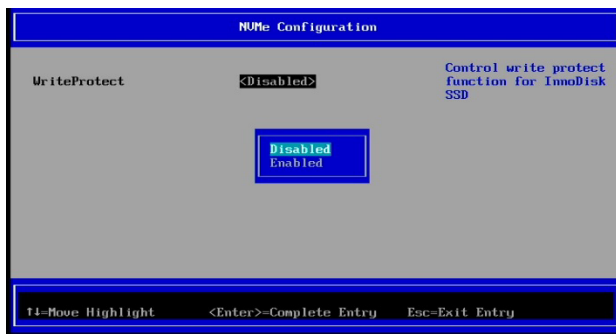 NVMe Configuration
WriteProtect <Disabled> Control write protect
function for InnoDisk
SSD
Disabled
Enabled
↑↓=Move Highlight <Enter>=Complete Entry Esc=Exit Entry